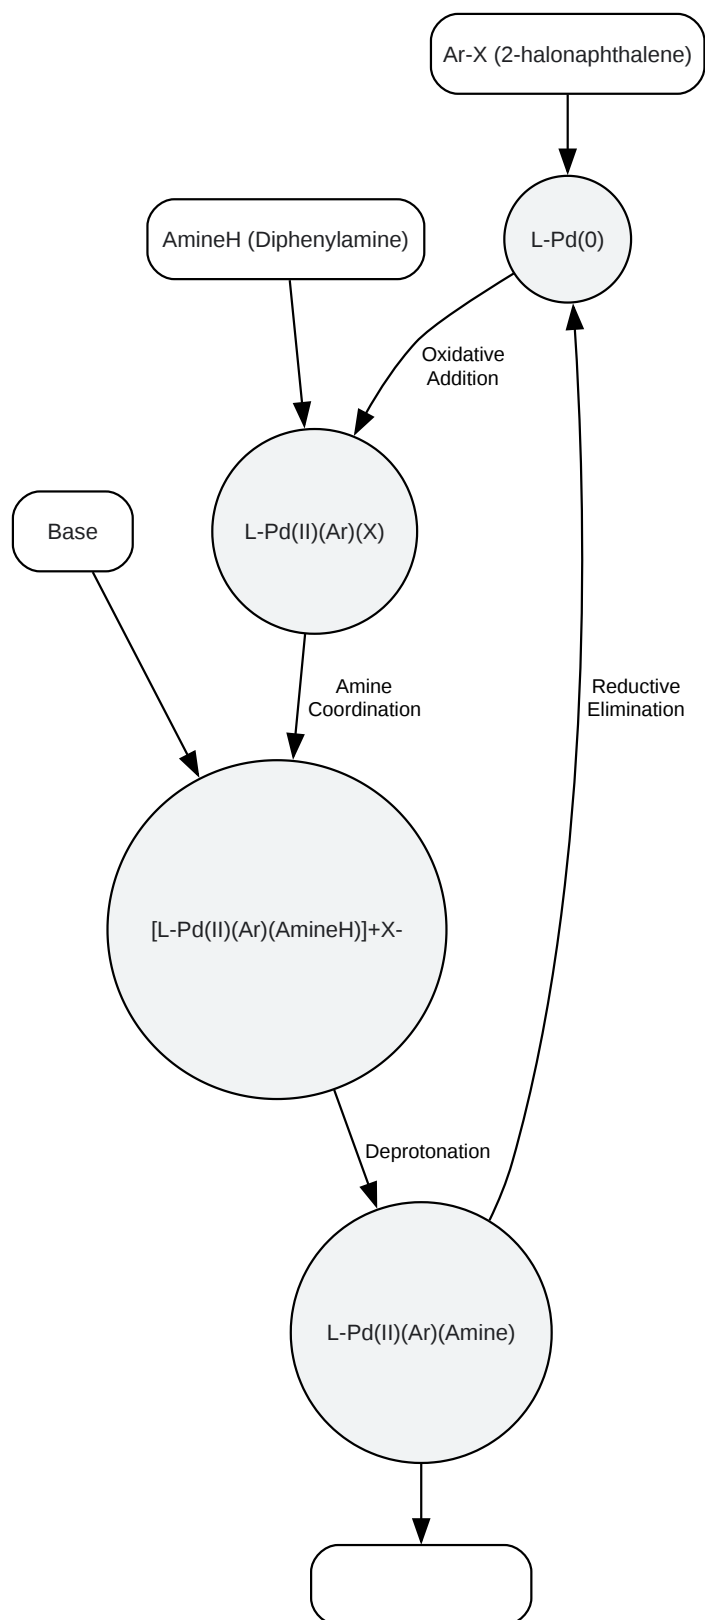 Ar-X (2-halonaphthalene)
AmineH (Diphenylamine)
L-Pd(0)
Oxidative
Addition
Base
L-Pd(II)(Ar)(X)
Amine
Coordination
Reductive
Elimination
[L-Pd(II)(Ar)(AmineH)]+X-
Deprotonation
L-Pd(II)(Ar)(Amine)